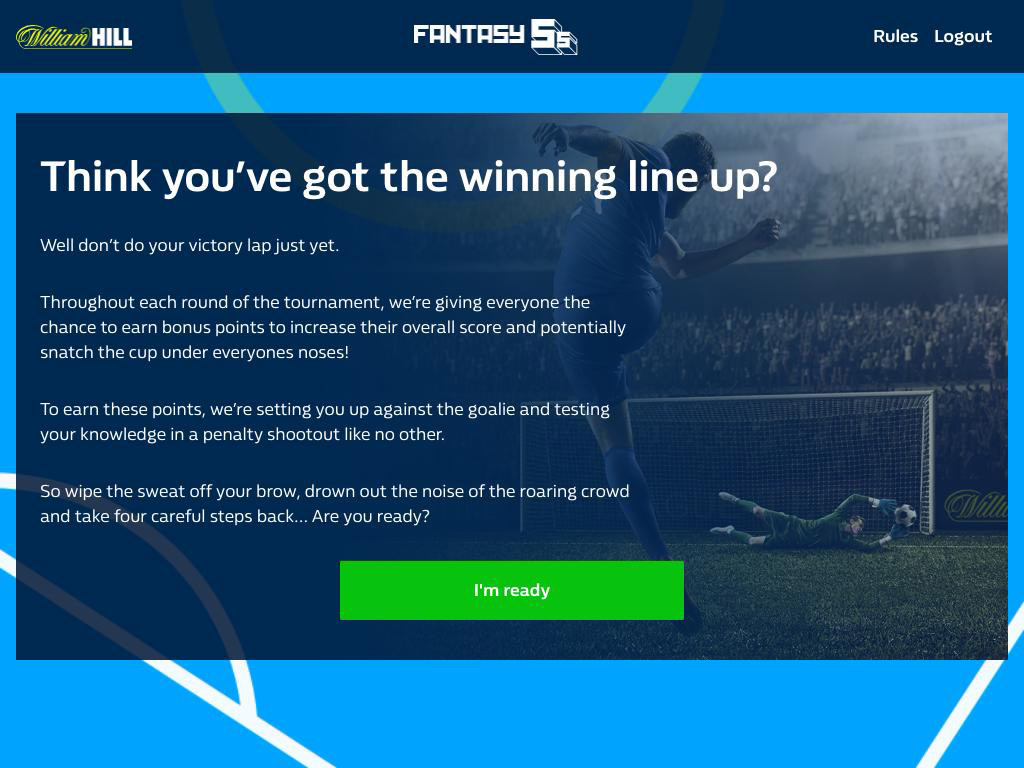 William HILL
FANTASY 5s
Rules
Logout
Think you've got the winning line up?
Well don't do your victory lap just yet.
Throughout each round of the tournament, we're giving everyone the
chance to earn bonus points to increase their overall score and potentially
snatch the cup under everyones noses!
To earn these points, we're setting you up against the goalie and testing
your knowledge in a penalty shootout like no other.
So wipe the sweat off your brow, drown out the noise of the roaring crowd
and take four careful steps back... Are you ready?
Willi
I'm ready